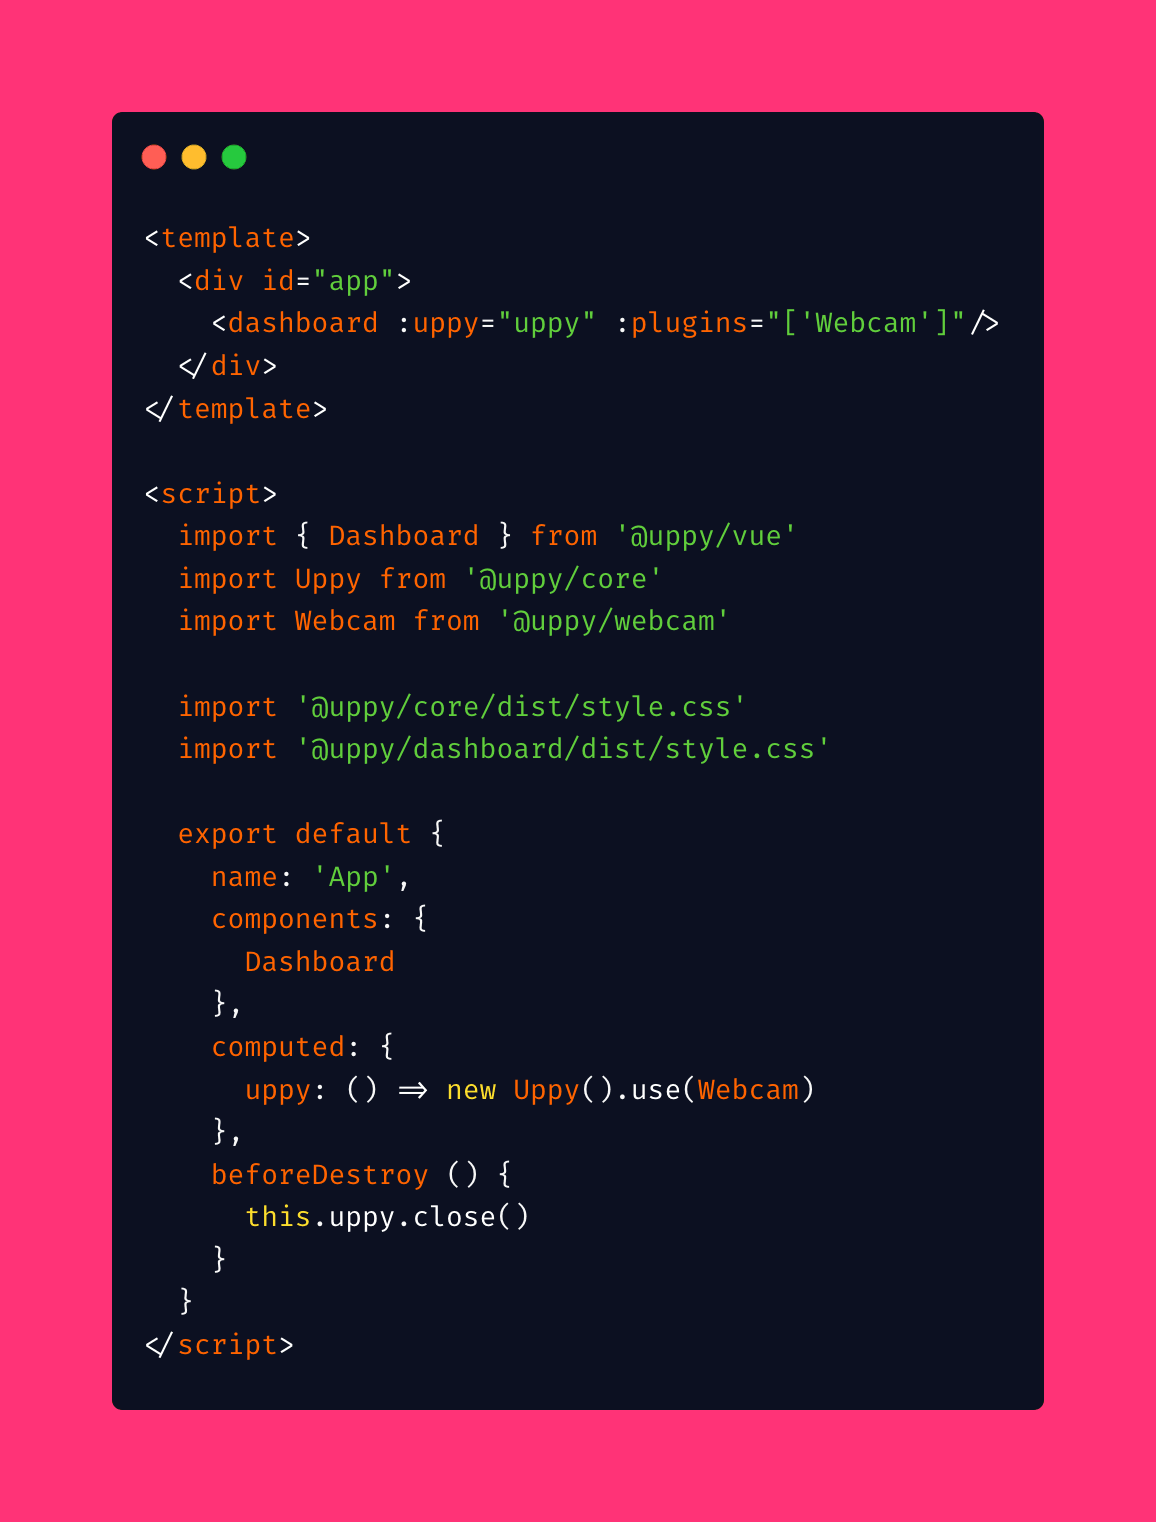 <template>
  <div id="app">
    <dashboard :uppy="uppy" :plugins="['Webcam']"/>
  </div>
</template>

<script>
  import { Dashboard } from '@uppy/vue'
  import Uppy from '@uppy/core'
  import Webcam from '@uppy/webcam'

  import '@uppy/core/dist/style.css'
  import '@uppy/dashboard/dist/style.css'

  export default {
    name: 'App',
    components: {
      Dashboard
    },
    computed: {
      uppy: () => new Uppy().use(Webcam)
    },
    beforeDestroy () {
      this.uppy.close()
    }
  }
</script>